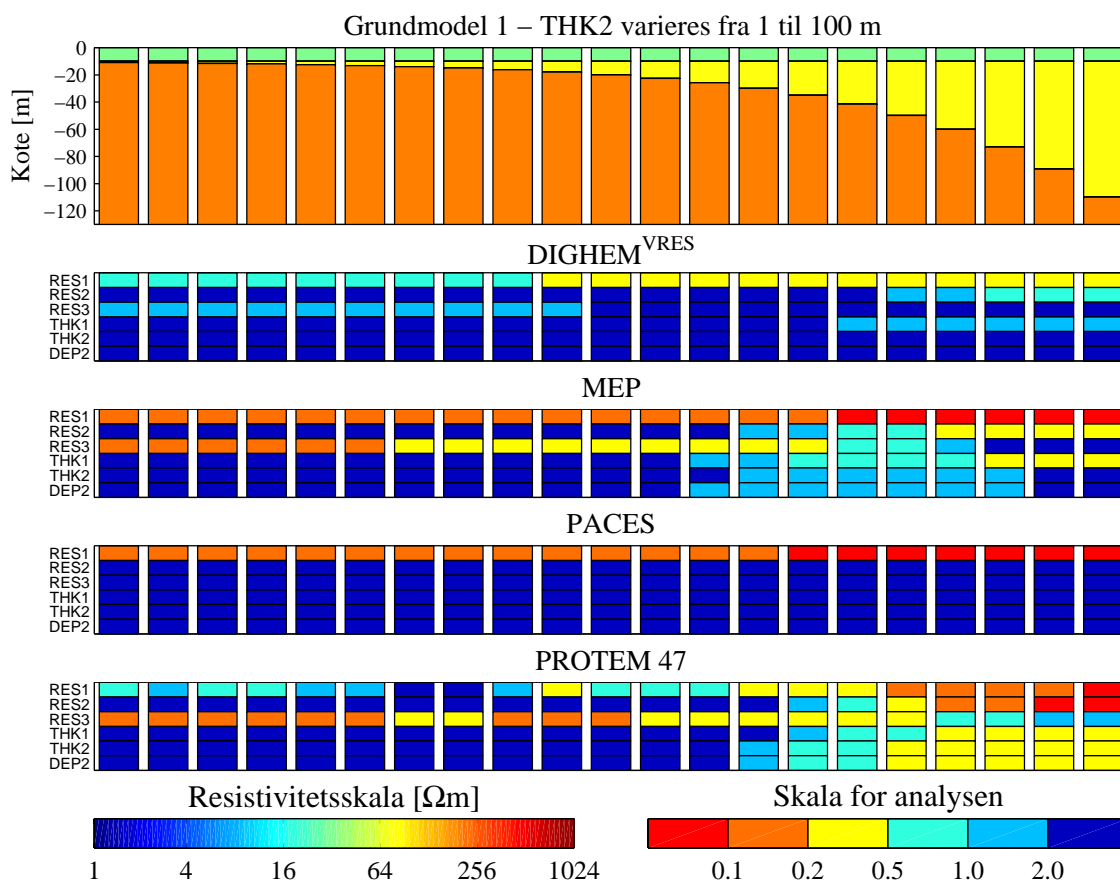 Grundmodel 1 – THK2 varieres fra 1 til 100 m
Kote [m]
0
−20
−40
−60
−80
−100
−120
DIGHEM^VRES
RES1
RES2
RES3
THK1
THK2
DEP2
MEP
RES1
RES2
RES3
THK1
THK2
DEP2
PACES
RES1
RES2
RES3
THK1
THK2
DEP2
PROTEM 47
RES1
RES2
RES3
THK1
THK2
DEP2
Resistivitetsskala [Ωm]
1 4 16 64 256 1024
Skala for analysen
0.1 0.2 0.5 1.0 2.0